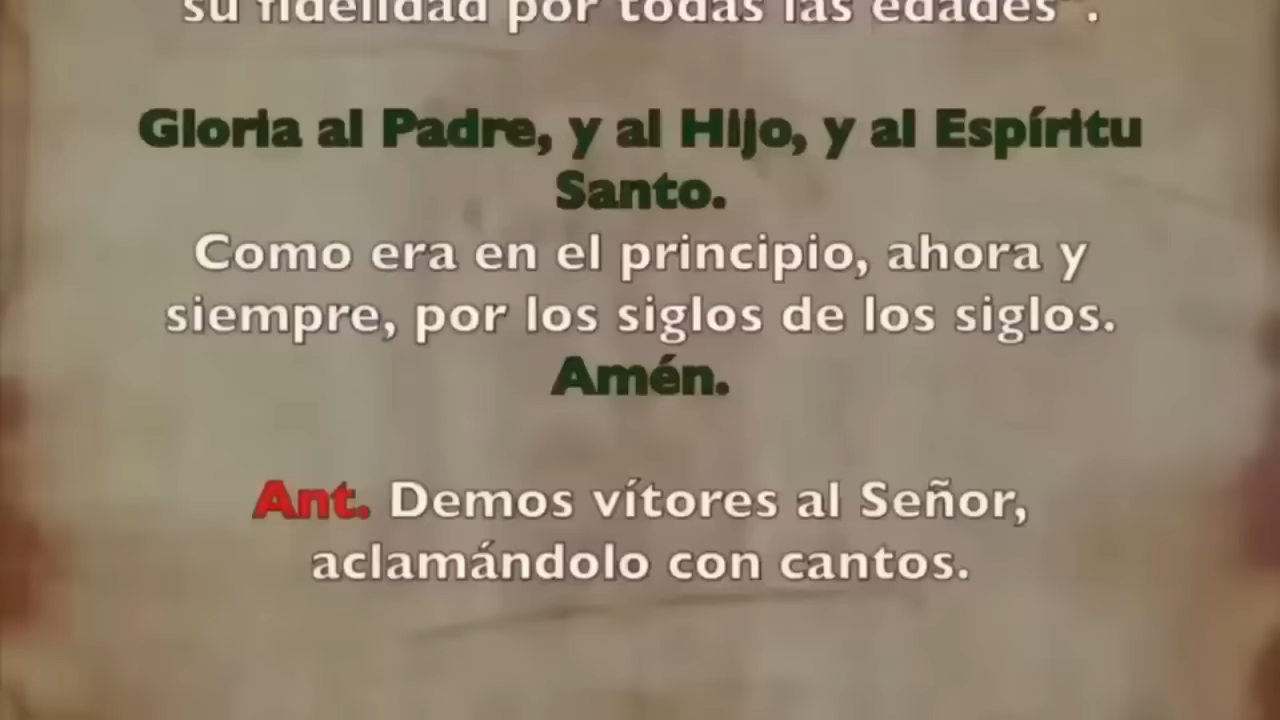 su fidelidad por todas las edades".
Gloria al Padre, y al Hijo, y al Espíritu
Santo.
Como era en el principio, ahora y
siempre, por los siglos de los siglos.
Amén.
Ant. Demos vítores al Señor,
aclamándolo con cantos.